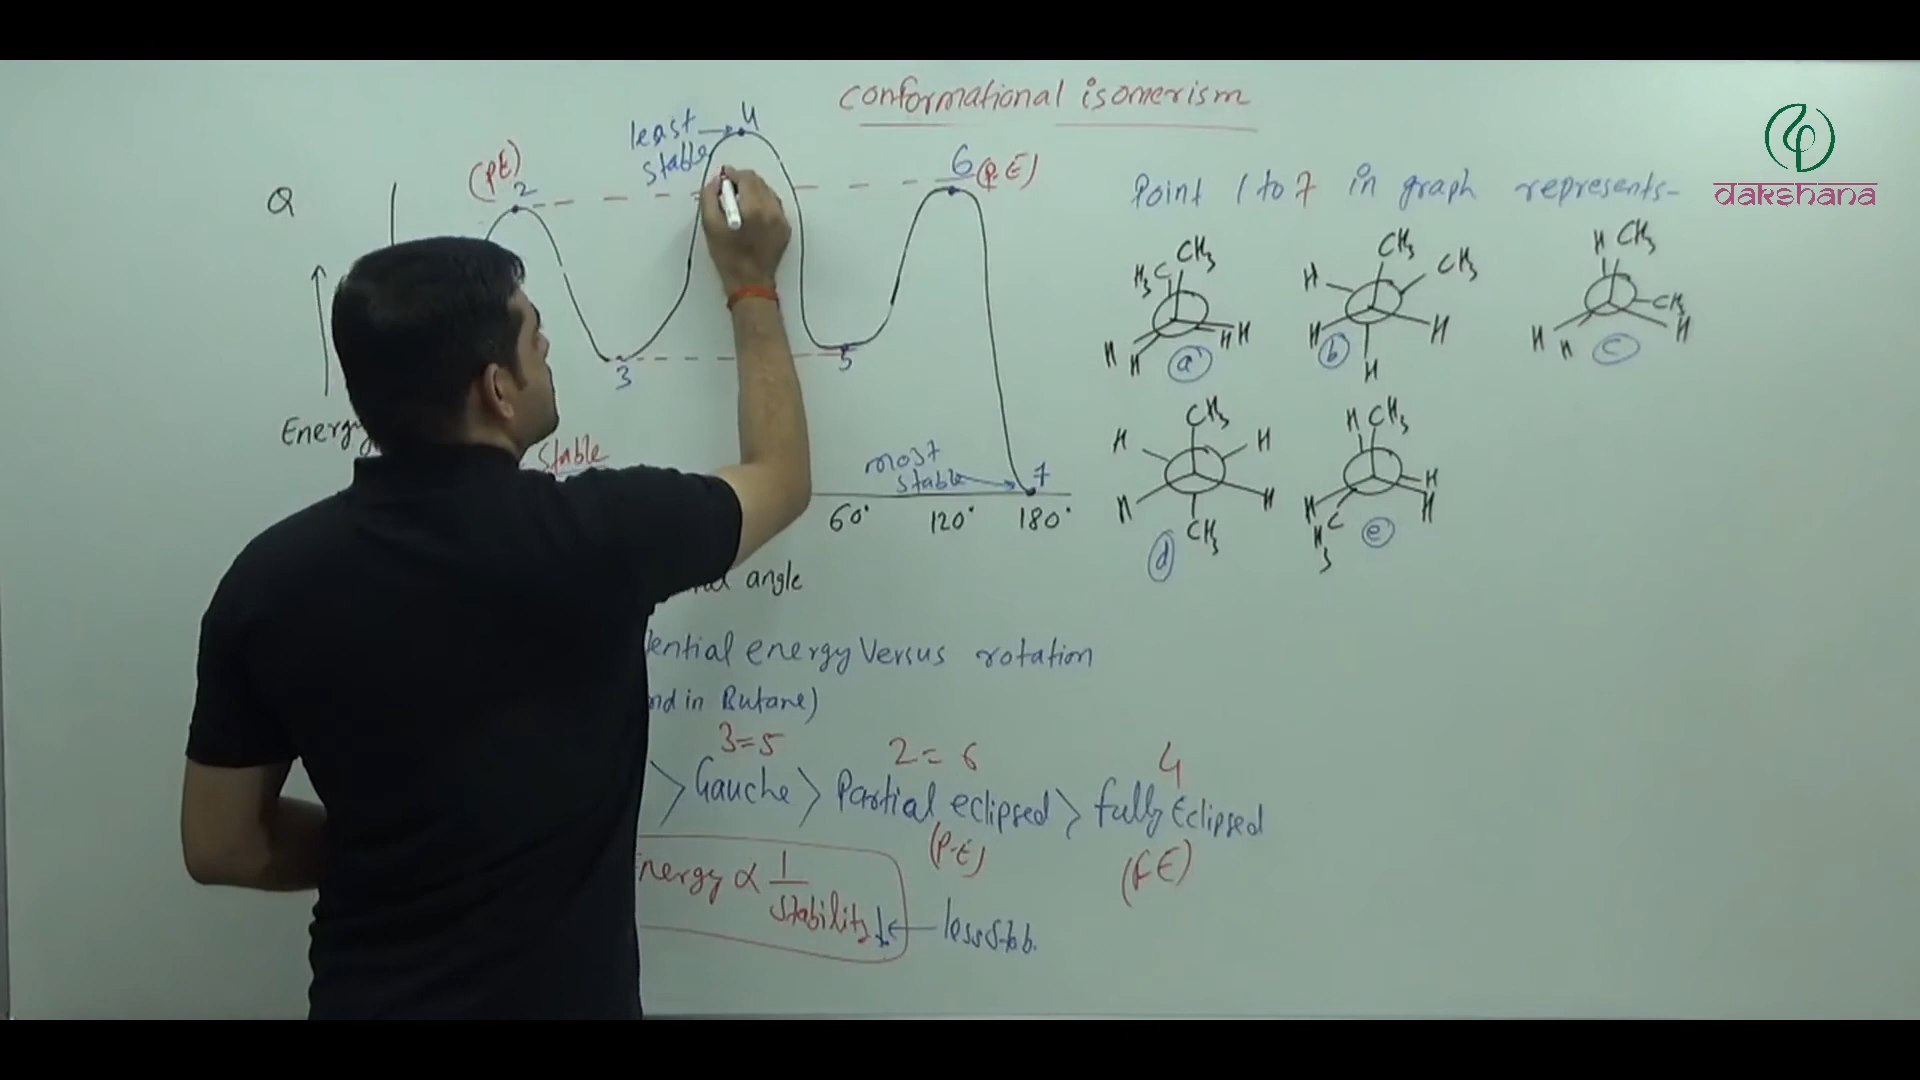 conformational isomerism
Q
(PE)
2
least
stable
4
6 (P.E)
3
5
Energy
stable
most
stable
7
60° 120° 180°
angle
ential energy Versus rotation
nd in Butane)
3=5 2=6 4
> Gauche > Partial eclipsed > fully Eclipsed
(P-E) (FE)
nergy ∝ 1/stability ↓ ← less stab.
Point 1 to 7 in graph represents-
H₃C CH₃
H H H H
a
CH₃ CH₃
H H H H
b
H CH₃
CH₃ H H H
c
CH₃
H H
H H
CH₃
d
H CH₃
H H
H H₃C
e
dakshana